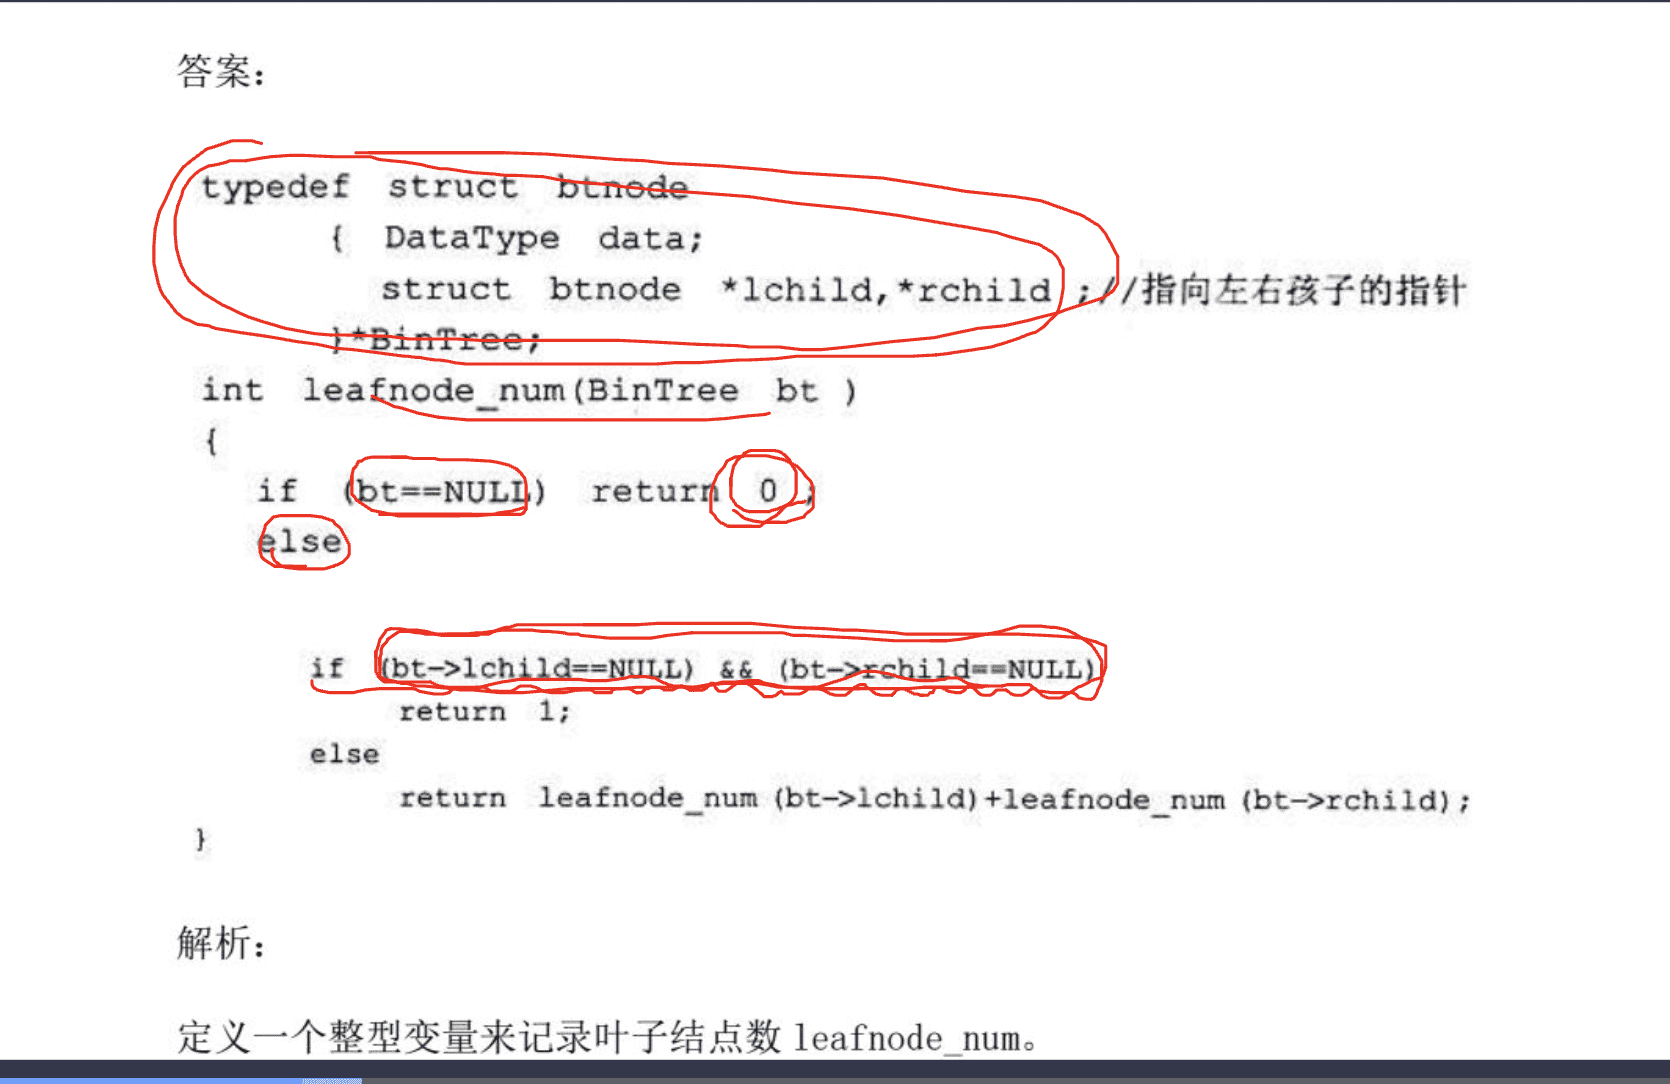 答案：
typedef struct btnode
{ DataType data;
struct btnode *lchild,*rchild ;//指向左右孩子的指针
}*BinTree;
int leafnode_num(BinTree bt )
{
if (bt==NULL) return 0 ;
else
if (bt->lchild==NULL) && (bt->rchild==NULL)
return 1;
else
return leafnode_num (bt->lchild)+leafnode_num (bt->rchild);
}
解析：
定义一个整型变量来记录叶子结点数 leafnode_num。